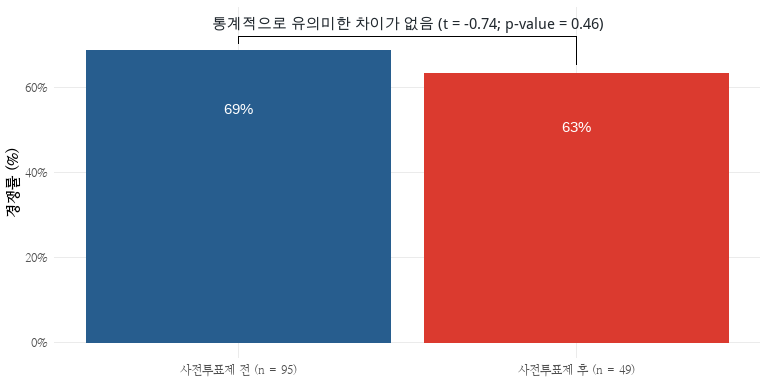 통계적으로 유의미한 차이가 없음 (t = -0.74; p-value = 0.46)
경쟁률 (%)
60%
40%
20%
0%
69%
63%
사전투표제 전 (n = 95)
사전투표제 후 (n = 49)